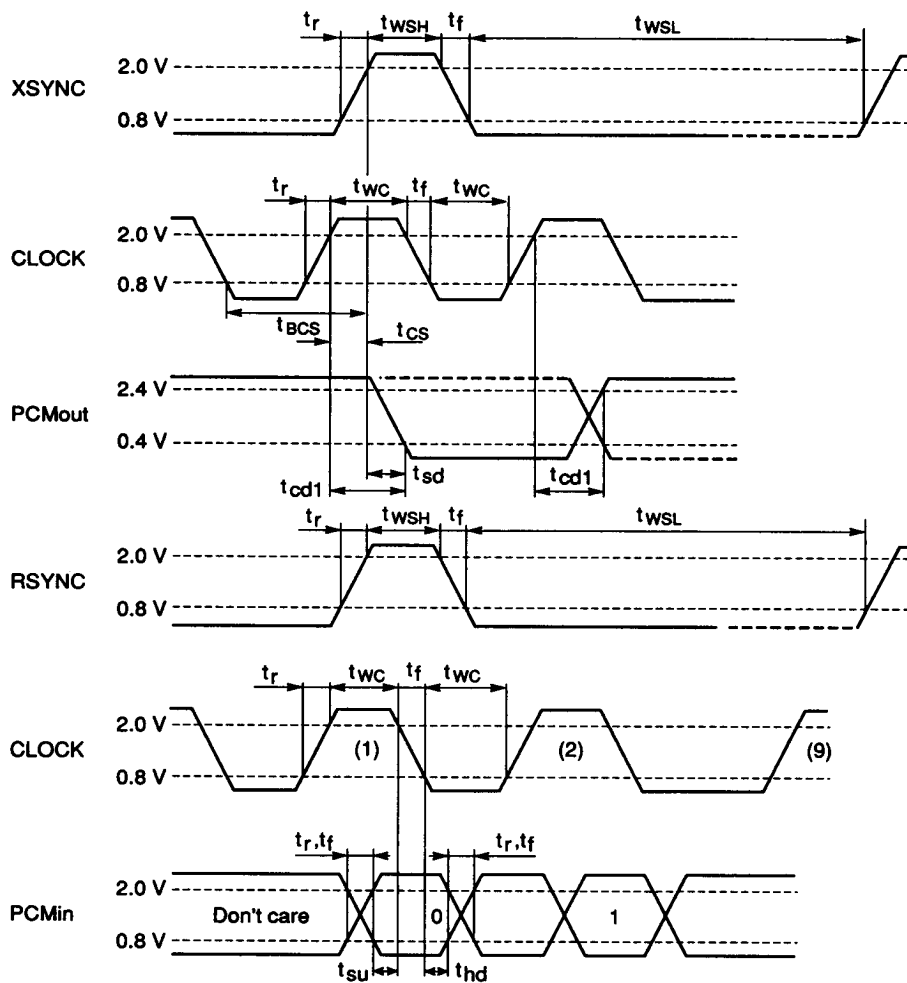 tr tWSH tf tWSL
2.0 V
XSYNC
0.8 V
tr tWC tf tWC
2.0 V
CLOCK
0.8 V
tBCS tCS
2.4 V
PCMout
0.4 V
tcd1 tsd tcd1
tr tWSH tf tWSL
2.0 V
RSYNC
0.8 V
tr tWC tf tWC
2.0 V
CLOCK (1) (2) (9)
0.8 V
tr,tf tr,tf
2.0 V
PCMin Don't care 0 1
0.8 V
tsu thd